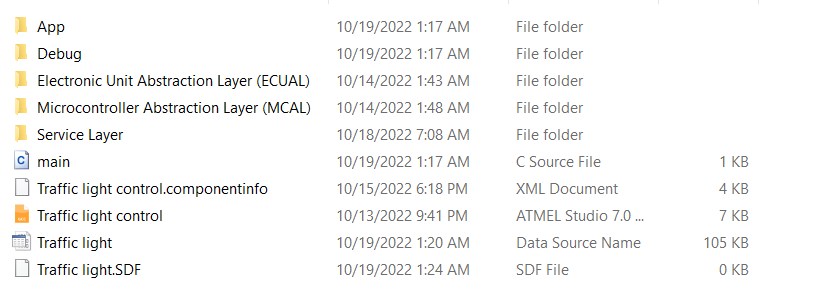 App 10/19/2022 1:17 AM File folder
Debug 10/19/2022 1:17 AM File folder
Electronic Unit Abstraction Layer (ECUAL) 10/14/2022 1:43 AM File folder
Microcontroller Abstraction Layer (MCAL) 10/14/2022 1:48 AM File folder
Service Layer 10/18/2022 7:08 AM File folder
main 10/19/2022 1:17 AM C Source File 1 KB
Traffic light control.componentinfo 10/15/2022 6:18 PM XML Document 4 KB
Traffic light control 10/13/2022 9:41 PM ATMEL Studio 7.0 ... 7 KB
Traffic light 10/19/2022 1:20 AM Data Source Name 105 KB
Traffic light.SDF 10/19/2022 1:24 AM SDF File 0 KB